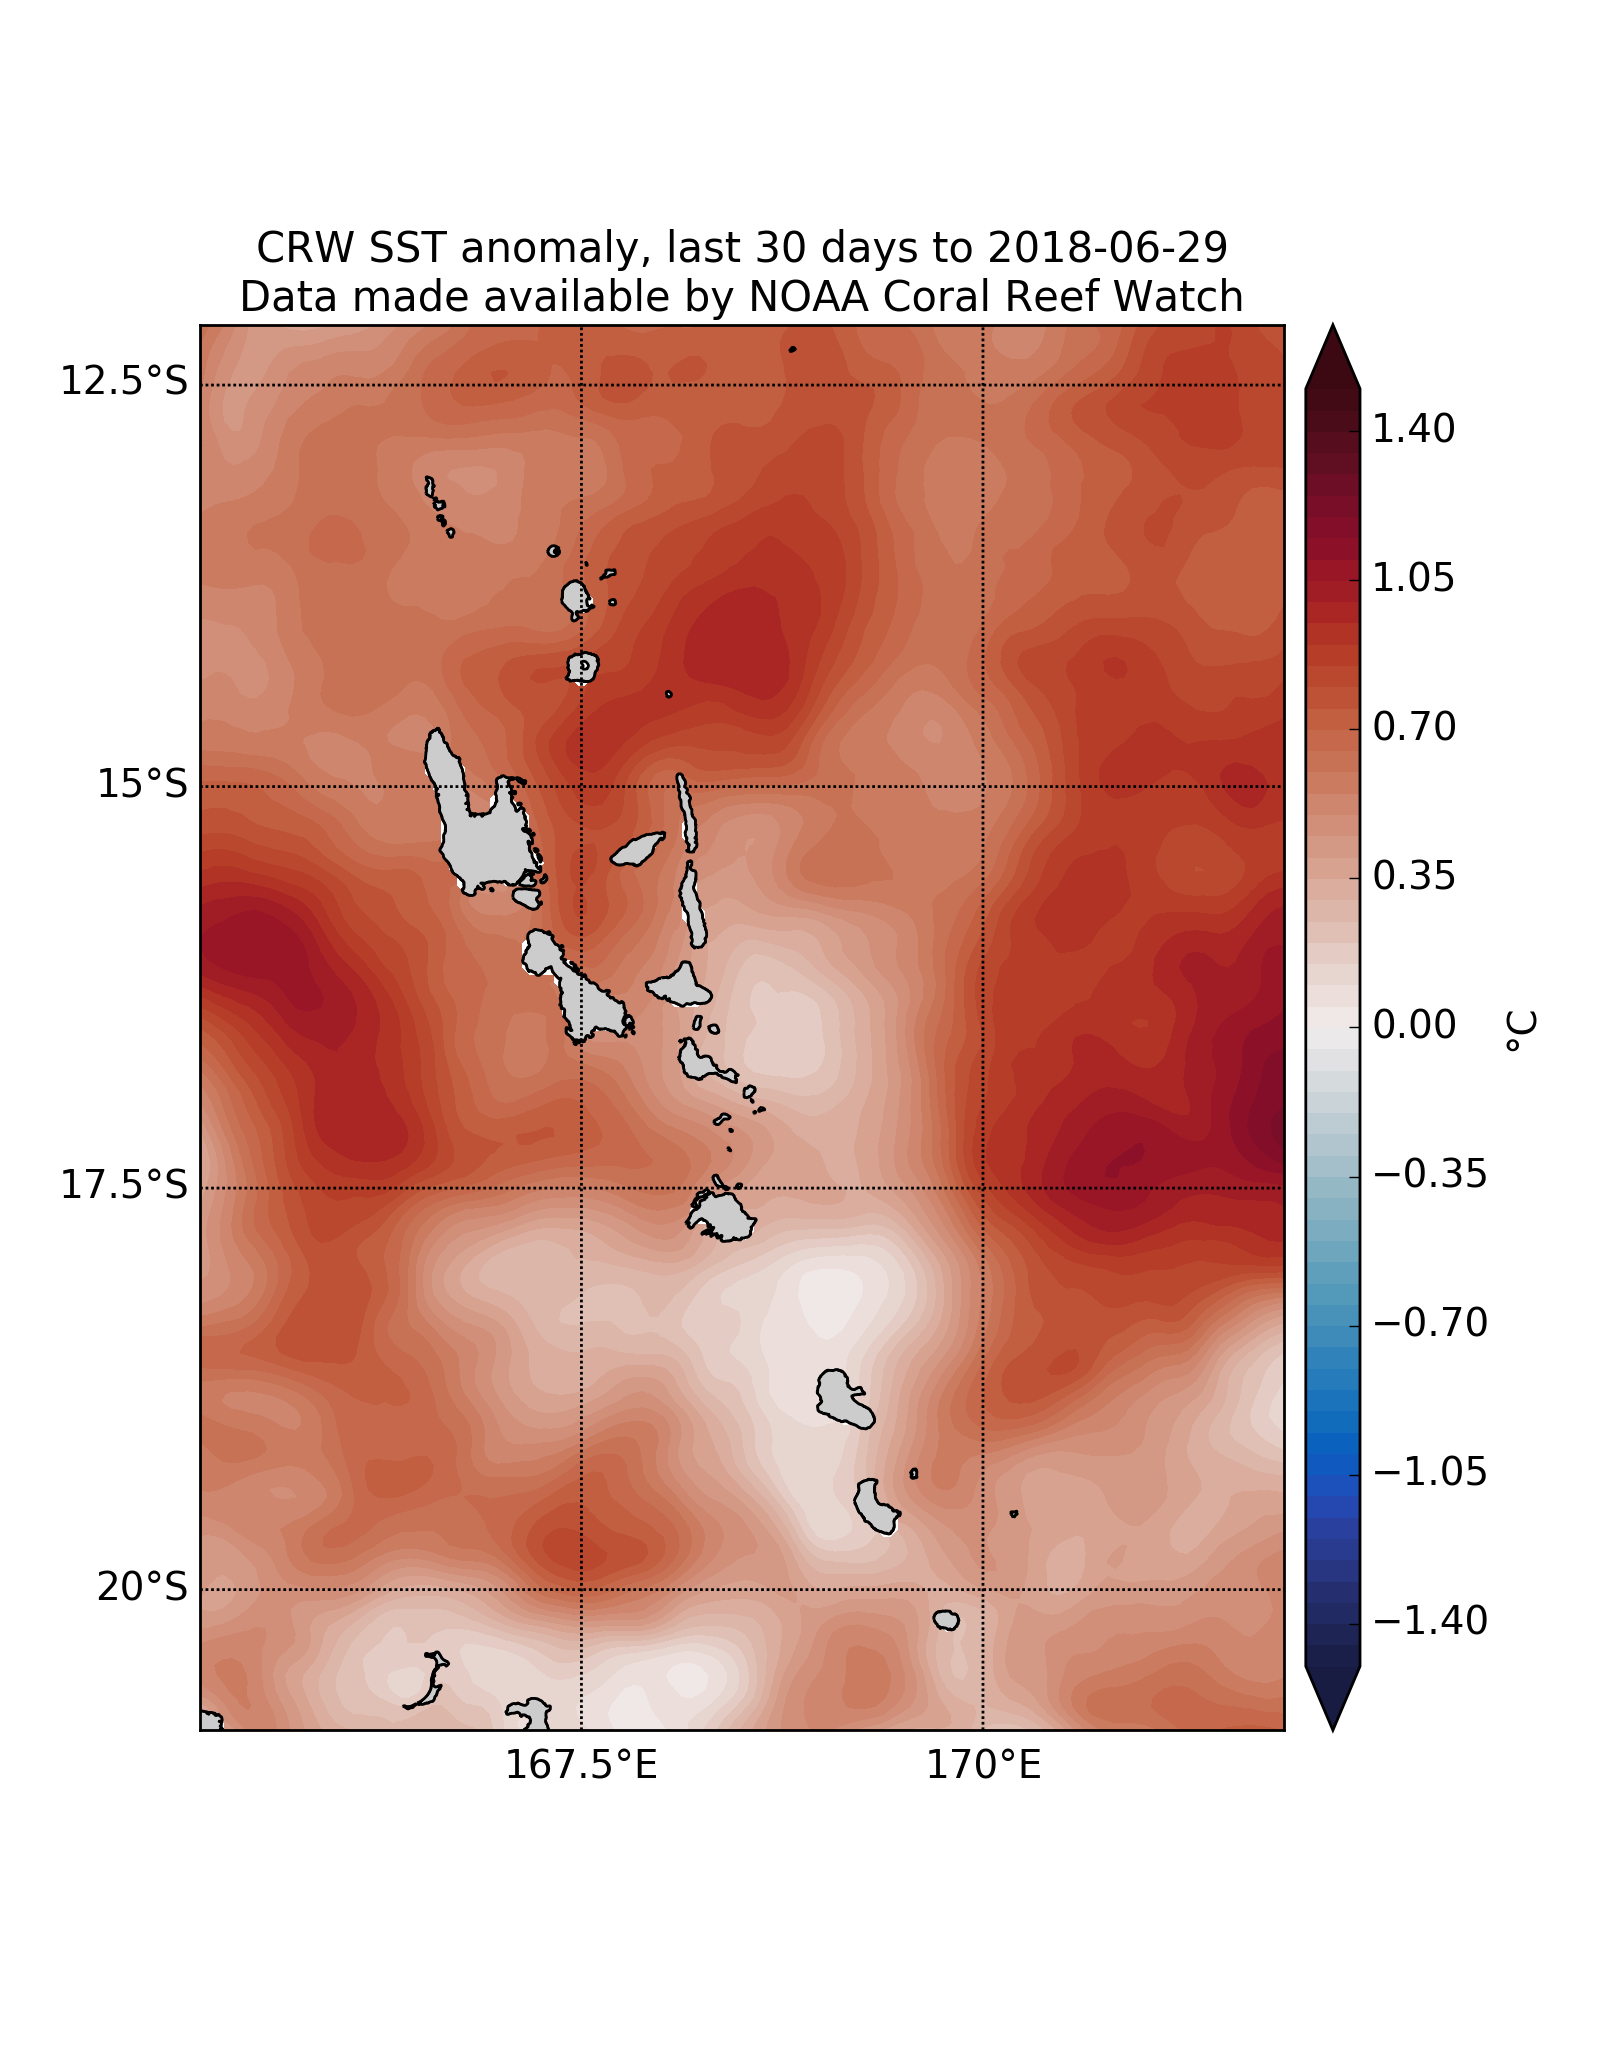 CRW SST anomaly, last 30 days to 2018-06-29
Data made available by NOAA Coral Reef Watch
12.5°S
15°S
17.5°S
20°S
167.5°E
170°E
1.40
1.05
0.70
0.35
0.00
−0.35
−0.70
−1.05
−1.40
°C